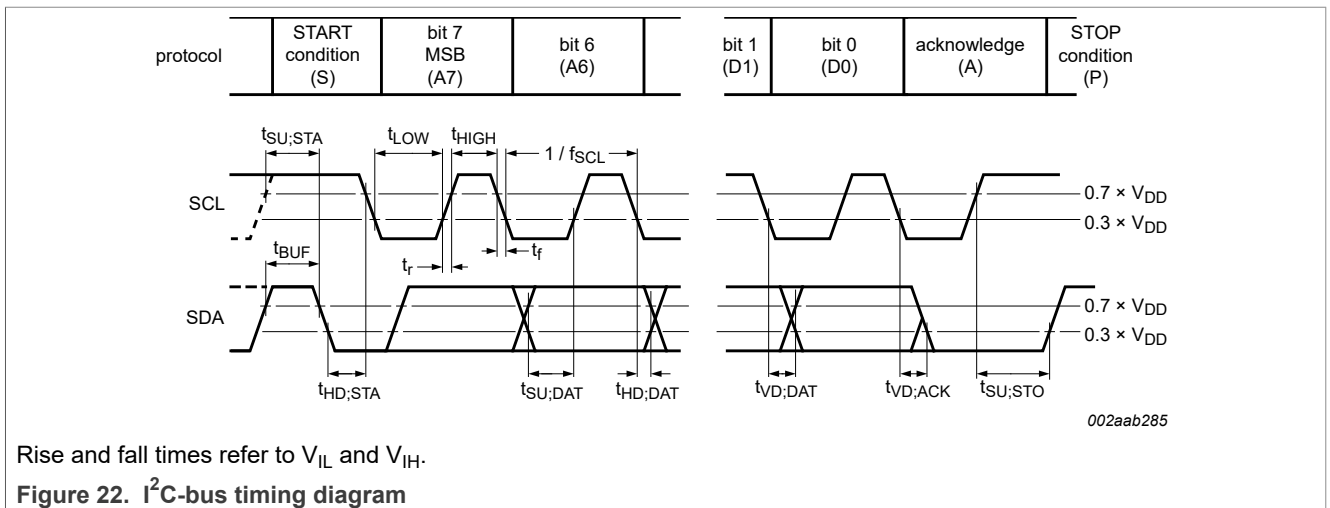 protocol
START
condition
(S)
bit 7
MSB
(A7)
bit 6
(A6)
bit 1
(D1)
bit 0
(D0)
acknowledge
(A)
STOP
condition
(P)
tSU;STA
tLOW
tHIGH
1 / fSCL
SCL
0.7 × VDD
0.3 × VDD
tBUF
tr
tf
SDA
0.7 × VDD
0.3 × VDD
tHD;STA
tSU;DAT
tHD;DAT
tVD;DAT
tVD;ACK
tSU;STO
002aab285
Rise and fall times refer to VIL and VIH.
Figure 22. I²C-bus timing diagram